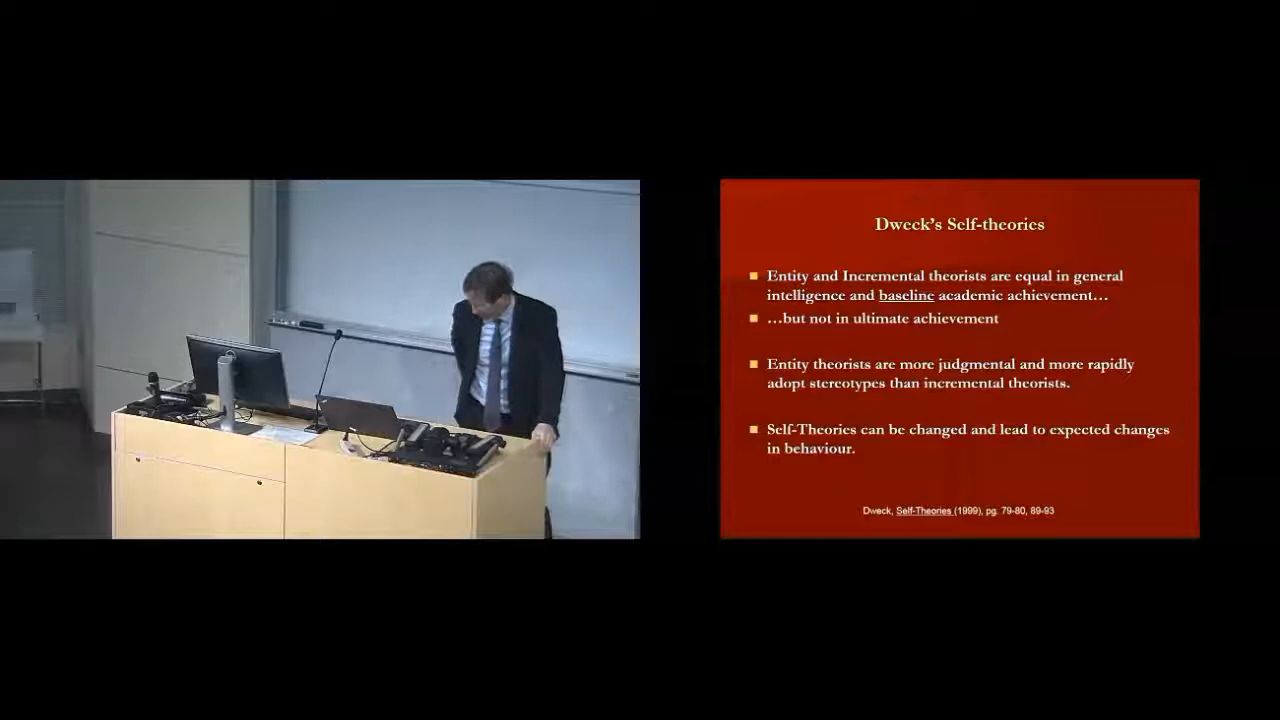 Dweck's Self-theories
Entity and Incremental theorists are equal in general
intelligence and baseline academic achievement…
…but not in ultimate achievement
Entity theorists are more judgmental and more rapidly
adopt stereotypes than incremental theorists.
Self-Theories can be changed and lead to expected changes
in behaviour.
Dweck, Self-Theories (1999), pg. 79-80, 89-93